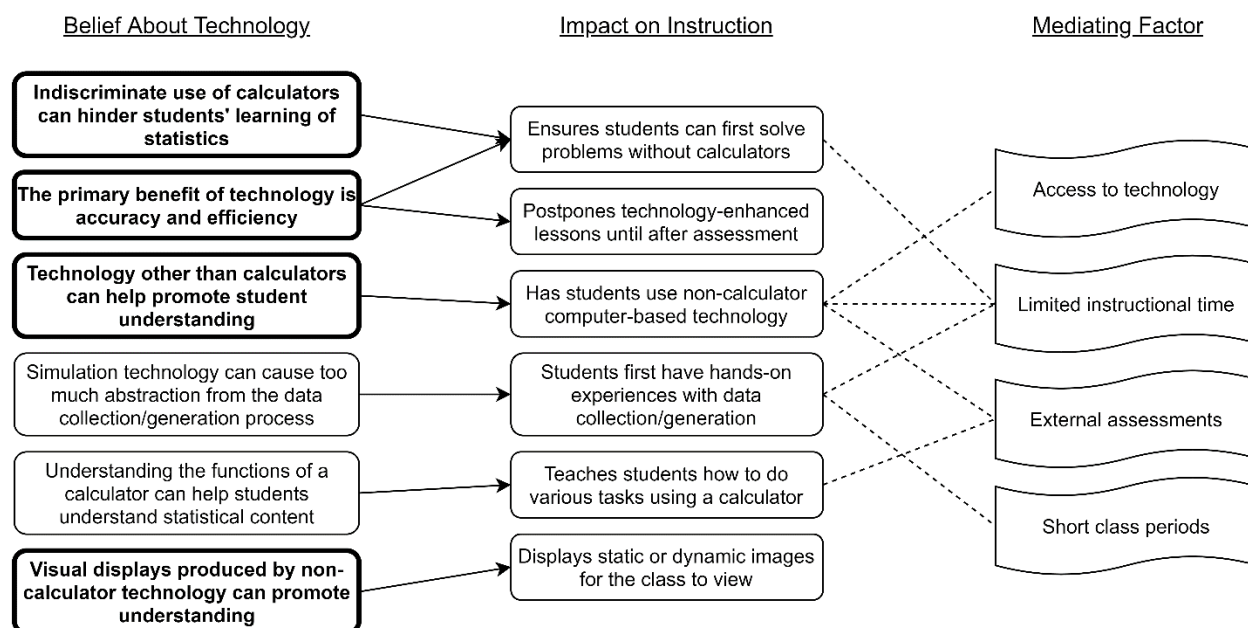 Belief About Technology
Impact on Instruction
Mediating Factor
Indiscriminate use of calculators
can hinder students' learning of
statistics
The primary benefit of technology is
accuracy and efficiency
Technology other than calculators
can help promote student
understanding
Simulation technology can cause too
much abstraction from the data
collection/generation process
Understanding the functions of a
calculator can help students
understand statistical content
Visual displays produced by non-
calculator technology can promote
understanding
Ensures students can first solve
problems without calculators
Postpones technology-enhanced
lessons until after assessment
Has students use non-calculator
computer-based technology
Students first have hands-on
experiences with data
collection/generation
Teaches students how to do
various tasks using a calculator
Displays static or dynamic images
for the class to view
Access to technology
Limited instructional time
External assessments
Short class periods